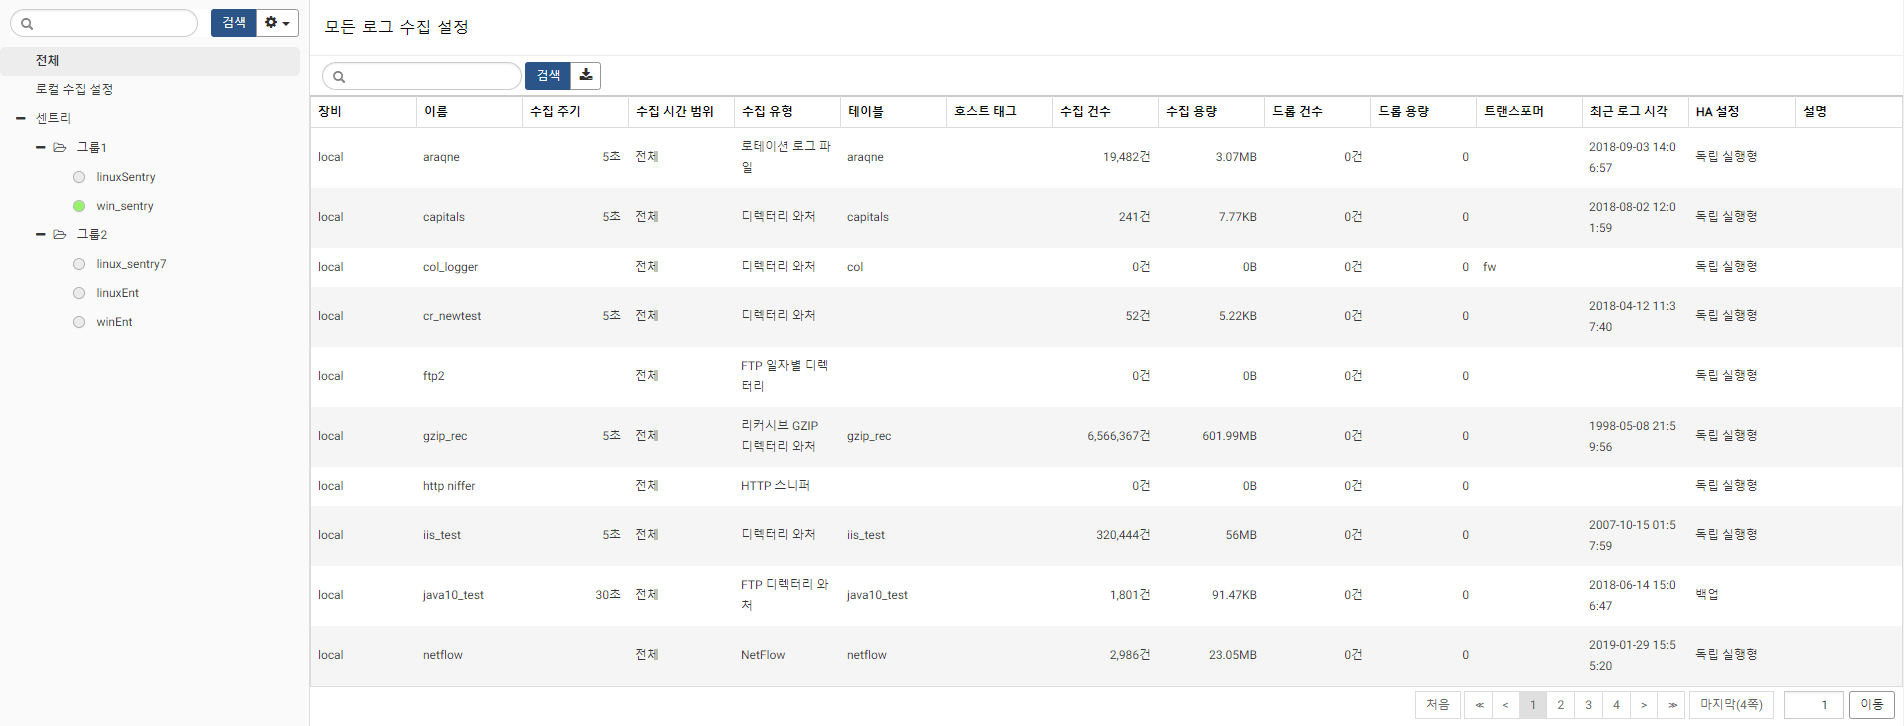 검색
전체
로컬 수집 설정
센트리
그룹1
linuxSentry
win_sentry
그룹2
linux_sentry7
linuxEnt
winEnt
모든 로그 수집 설정
검색
장비 이름 수집 주기 수집 시간 범위 수집 유형 테이블 호스트 태그 수집 건수 수집 용량 드롭 건수 드롭 용량 트랜스포머 최근 로그 시각 HA 설정 설명
local araqne 5초 전체 로테이션 로그 파 araqne 19,482건 3.07MB 0건 0 2018-09-03 14:0 독립 실행형
일 6:57
local capitals 5초 전체 디렉터리 와처 capitals 241건 7.77KB 0건 0 2018-08-02 12:0 독립 실행형
1:59
local col_logger 전체 디렉터리 와처 col 0건 0B 0건 0 fw 독립 실행형
local cr_newtest 5초 전체 디렉터리 와처 52건 5.22KB 0건 0 2018-04-12 11:3 독립 실행형
7:40
local ftp2 전체 FTP 일자별 디렉 0건 0B 0건 0 독립 실행형
터리
local gzip_rec 5초 전체 리커시브 GZIP gzip_rec 6,566,367건 601.99MB 0건 0 1998-05-08 21:5 독립 실행형
디렉터리 와처 9:56
local http niffer 전체 HTTP 스니퍼 0건 0B 0건 0 독립 실행형
local iis_test 5초 전체 디렉터리 와처 iis_test 320,444건 56MB 0건 0 2007-10-15 01:5 독립 실행형
7:59
local java10_test 30초 전체 FTP 디렉터리 와 java10_test 1,801건 91.47KB 0건 0 2018-06-14 15:0 백업
처 6:47
local netflow 전체 NetFlow netflow 2,986건 23.05MB 0건 0 2019-01-29 15:5 독립 실행형
5:20
처음 ≪ < 1 2 3 4 > ≫ 마지막(4쪽) 1 이동